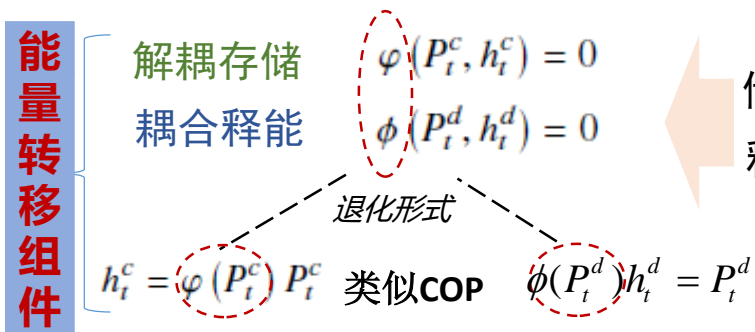 能量转移组件
解耦存储 φ(P_t^c, h_t^c) = 0
耦合释能 ϕ(P_t^d, h_t^d) = 0
退化形式
h_t^c = φ(P_t^c) P_t^c 类似COP ϕ(P_t^d)h_t^d = P_t^d